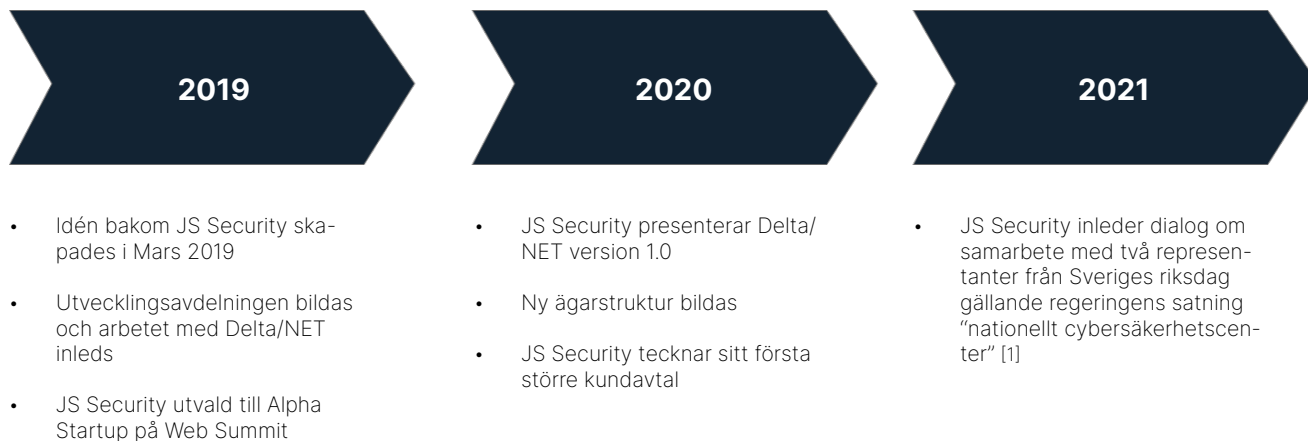 2019
• Idén bakom JS Security ska-
pades i Mars 2019
• Utvecklingsavdelningen bildas
och arbetet med Delta/NET
inleds
• JS Security utvald till Alpha
Startup på Web Summit
2020
• JS Security presenterar Delta/
NET version 1.0
• Ny ägarstruktur bildas
• JS Security tecknar sitt första
större kundavtal
2021
• JS Security inleder dialog om
samarbete med två represen-
tanter från Sveriges riksdag
gällande regeringens satning
“nationellt cybersäkerhetscen-
ter” [1]